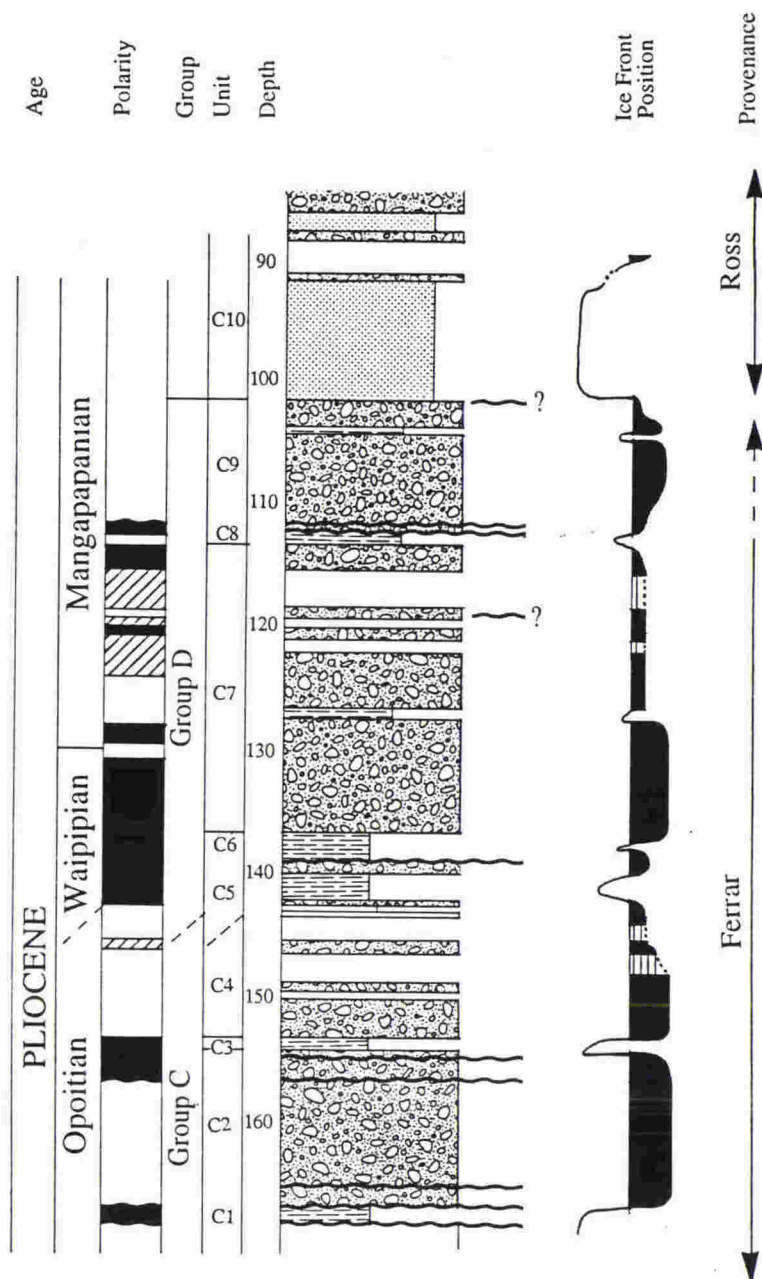 Age
Polarity
Group
Unit
Depth
Ice Front
Position
Provenance
PLIOCENE
Mangapapanian
Waipipian
Opoitian
Group D
Group C
C10
C9
C8
C7
C6
C5
C4
C3
C2
C1
90
100
110
120
130
140
150
160
?
?
Ross
Ferrar